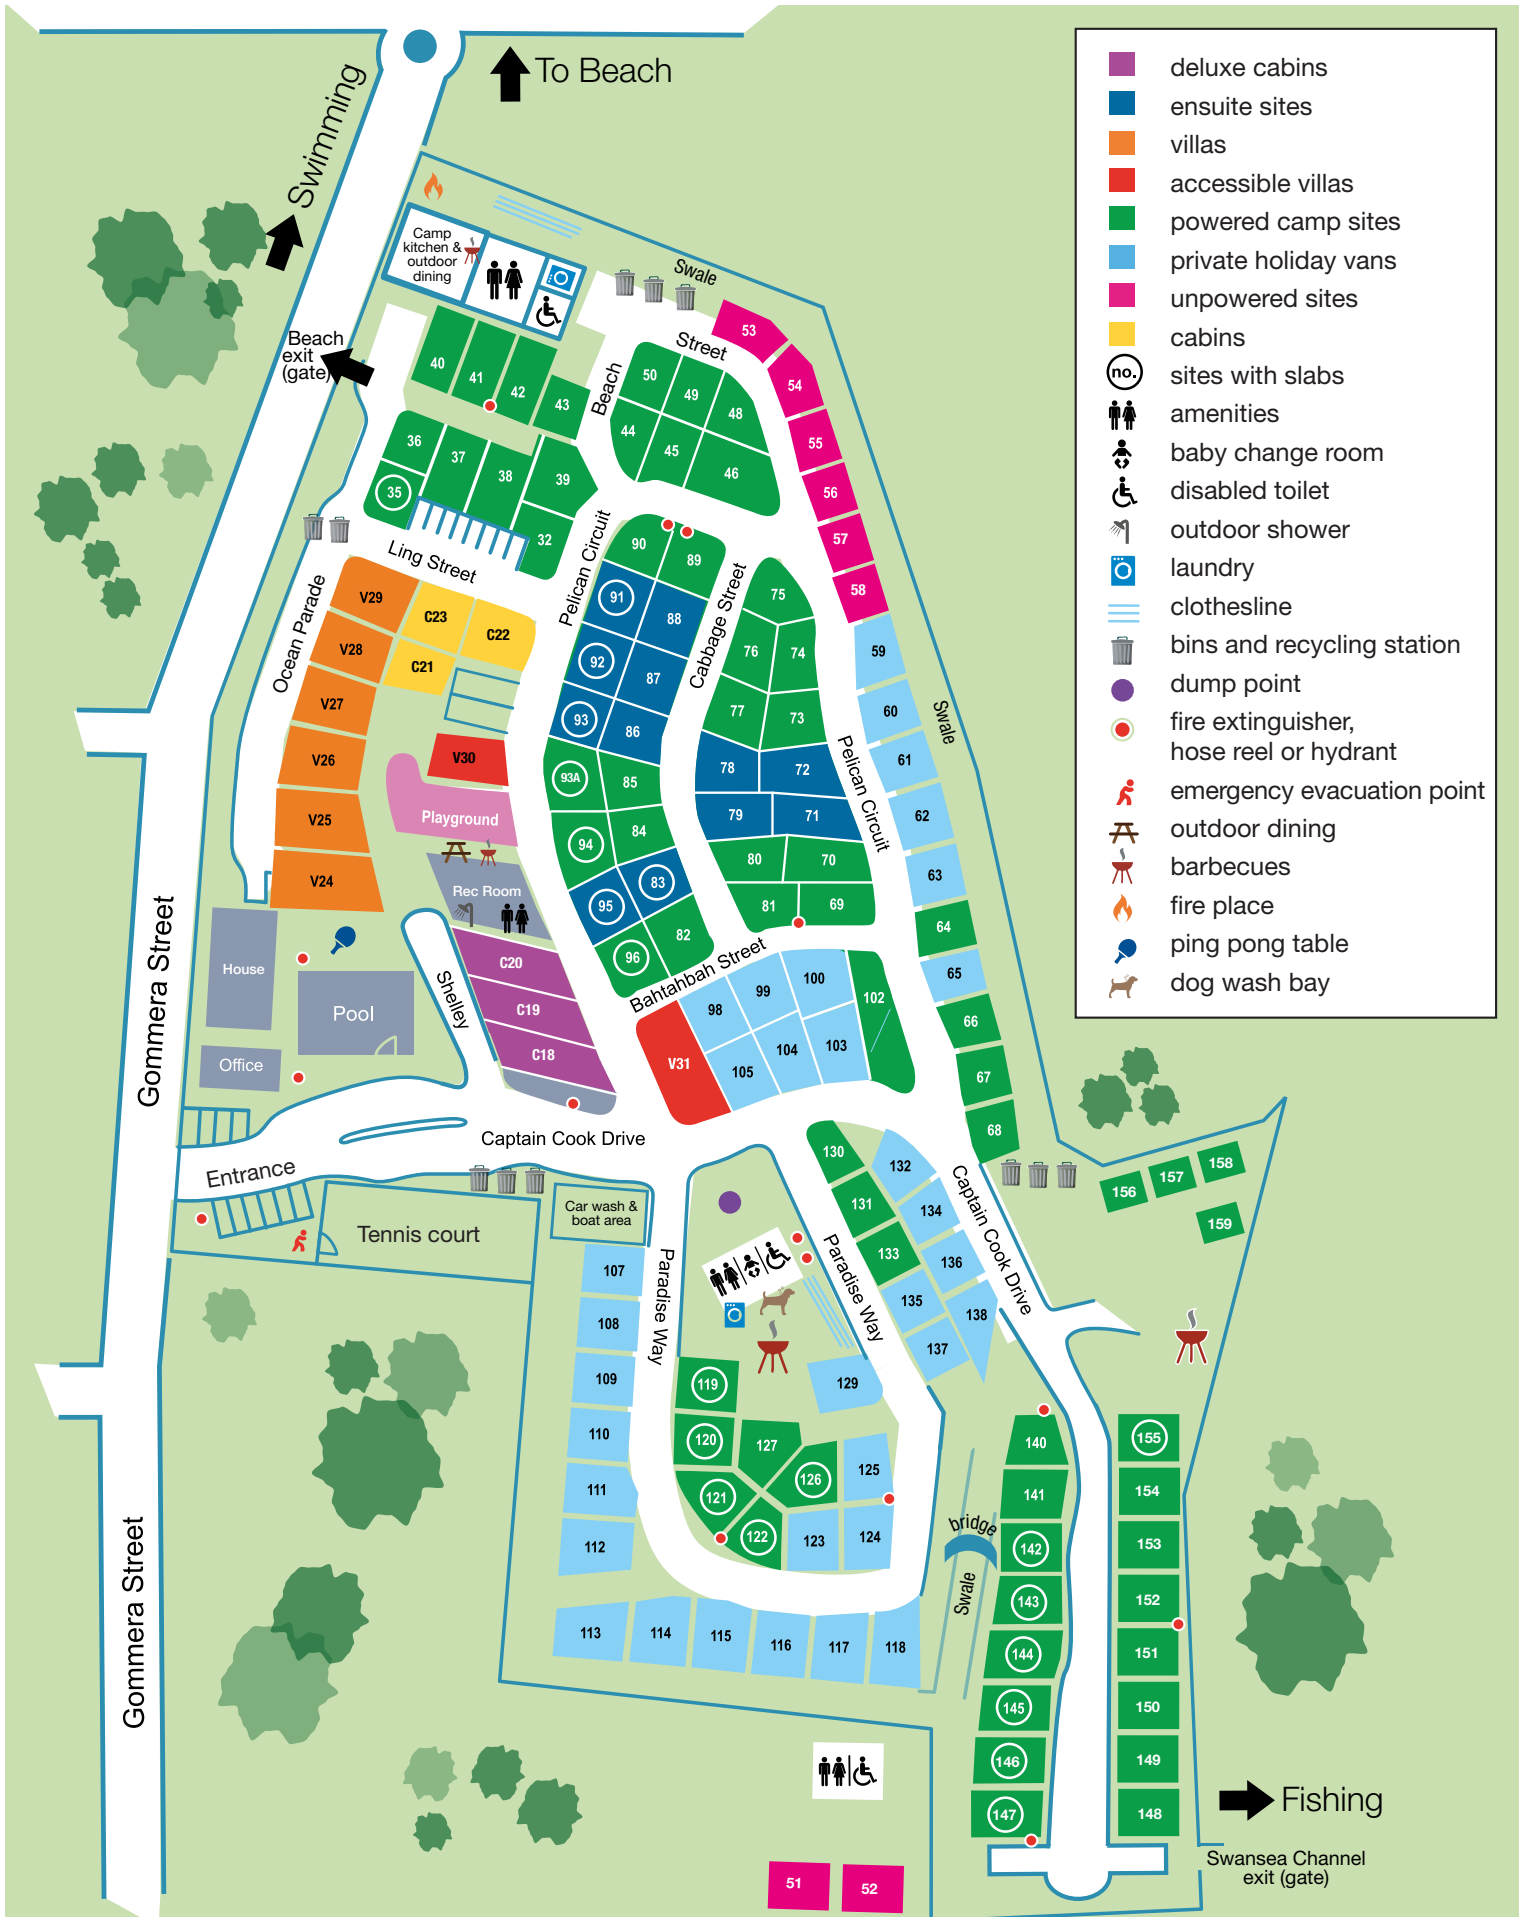 To Beach
Swimming
Camp
kitchen &
outdoor
dining
Swale
Beach
exit
(gate)
Street
Beach
53
54
55
56
57
58
40
41
42
43
50
49
48
44
45
46
36
37
38
39
35
32
Ling Street
Pelican Circuit
Ocean Parade
Cabbage Street
90
89
91
88
92
87
93
86
93A
85
94
84
83
95
82
96
75
76
74
77
73
78
72
79
71
80
70
81
69
Pelican Circuit
Swale
59
60
61
62
63
64
65
66
67
68
V29
V28
V27
V26
V25
V24
C23
C22
C21
V30
Playground
Rec Room
C20
C19
C18
Shelley
House
Pool
Office
Gommera Street
Bahtahbah Street
98
99
100
102
V31
105
104
103
Captain Cook Drive
Entrance
Tennis court
Car wash &
boat area
Paradise Way
Paradise Way
Captain Cook Drive
130
131
133
132
134
136
138
135
137
129
107
108
109
110
111
112
113
114
115
116
117
118
119
120
121
122
127
126
125
123
124
bridge
Swale
140
141
142
143
144
145
146
147
155
154
153
152
151
150
149
148
156
157
158
159
51
52
Gommera Street
Fishing
Swansea Channel
exit (gate)
deluxe cabins
ensuite sites
villas
accessible villas
powered camp sites
private holiday vans
unpowered sites
cabins
no.
sites with slabs
amenities
baby change room
disabled toilet
outdoor shower
laundry
clothesline
bins and recycling station
dump point
fire extinguisher,
hose reel or hydrant
emergency evacuation point
outdoor dining
barbecues
fire place
ping pong table
dog wash bay